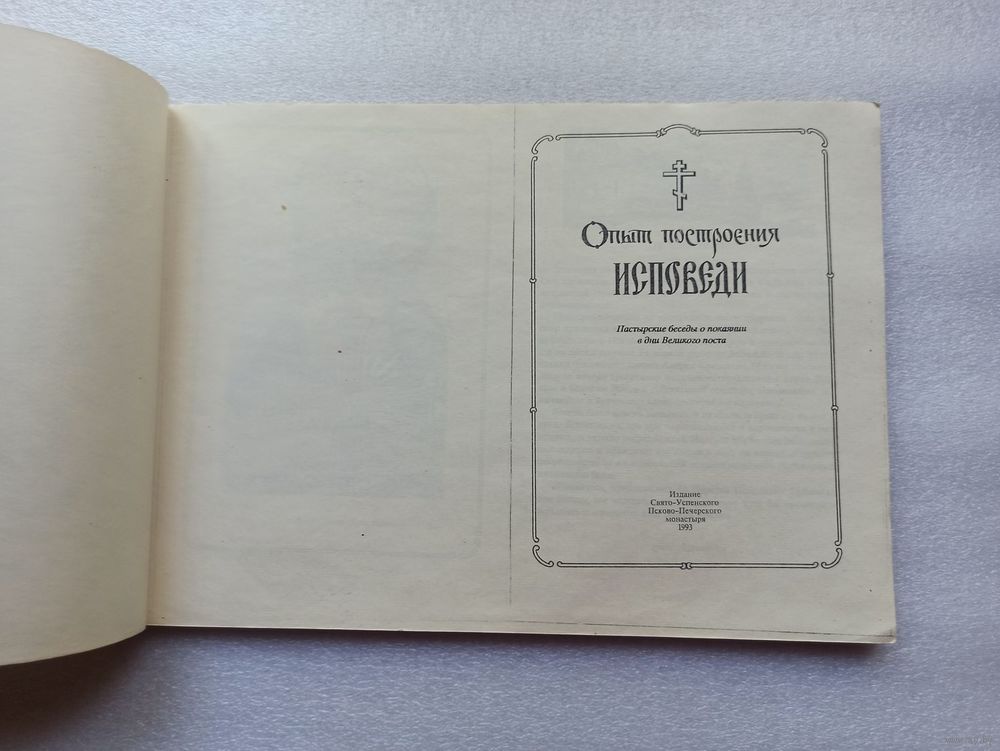 Опыт построения
ИСПОВЕДИ
Пастырские беседы о покаянии
в дни Великого поста
Издание
Свято-Успенского
Псково-Печерского
монастыря
1993